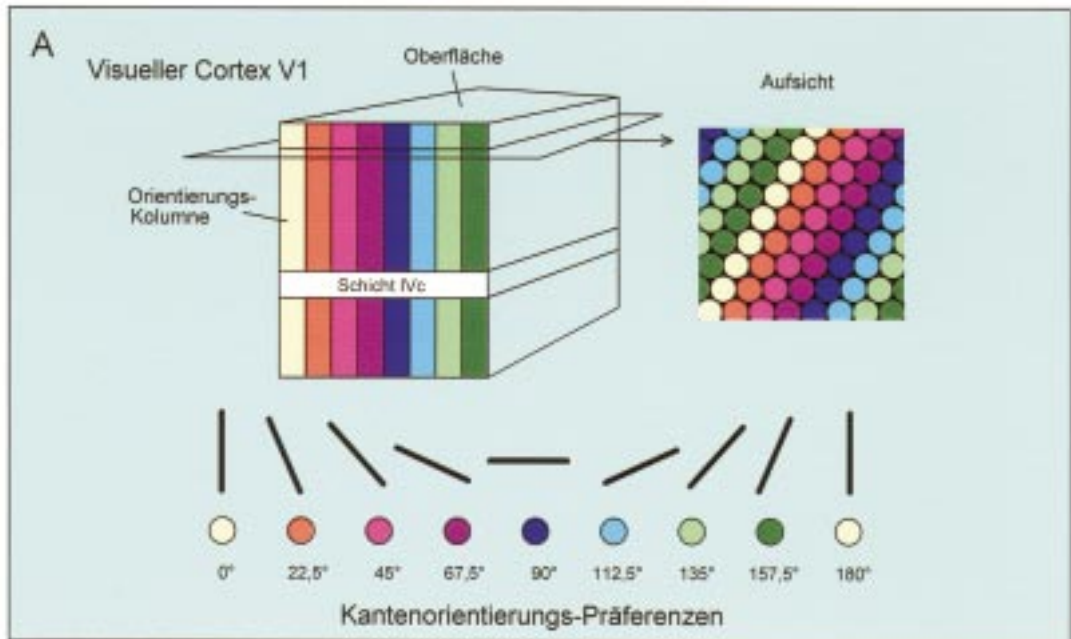 A
Visueller Cortex V1
Oberfläche
Aufsicht
Orientierungs-
Kolumne
Schicht IVc
0° 22,5° 45° 67,5° 90° 112,5° 135° 157,5° 180°
Kantenorientierungs-Präferenzen